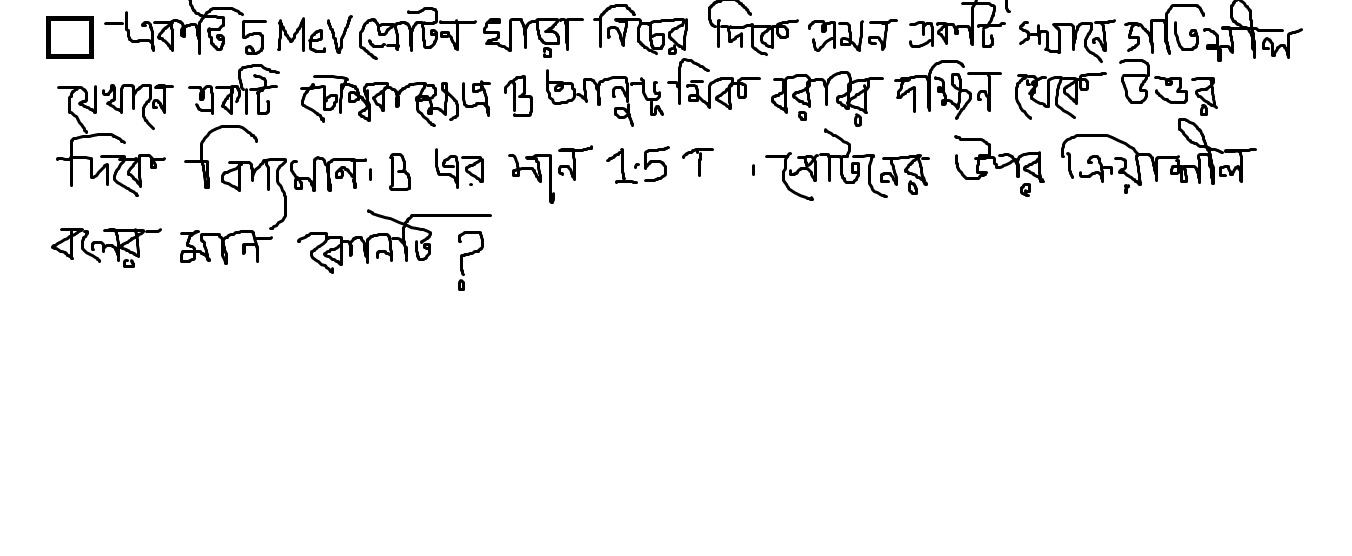 একটি 5 MeV প্রোটন খাড়া নিচের দিকে এমন একটি স্থানে গতিশীল
যেখানে একটি চৌম্বকক্ষেত্র B আনুভূমিক বরাবর দক্ষিন থেকে উত্তর
দিকে বিদ্যমান। B এর মান 1.5 T । প্রোটনের উপর ক্রিয়াশীল
বলের মান কোনটি ?